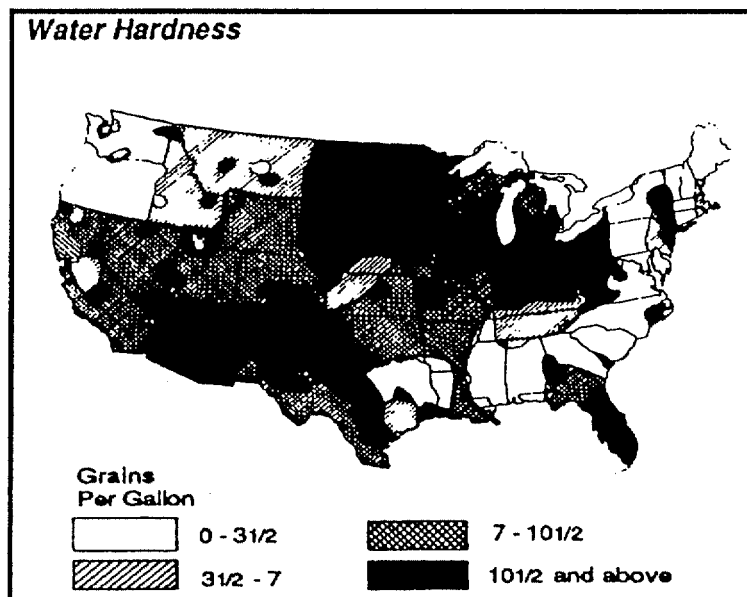 Water Hardness
Grains
Per Gallon
0 - 31/2
7 - 101/2
31/2 - 7
101/2 and above